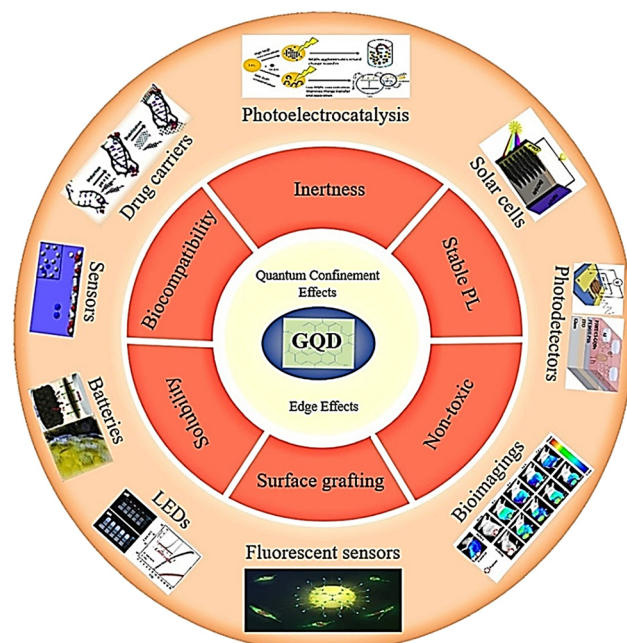 Photoelectrocatalysis
Solar cells
Photodetectors
Bioimagings
Fluorescent sensors
LEDs
Batteries
Sensors
Drug carriers
Inertness
Stable PL
Non-toxic
Surface grafting
Solubility
Biocompatibility
Quantum Confinement
Effects
GQD
Edge Effects